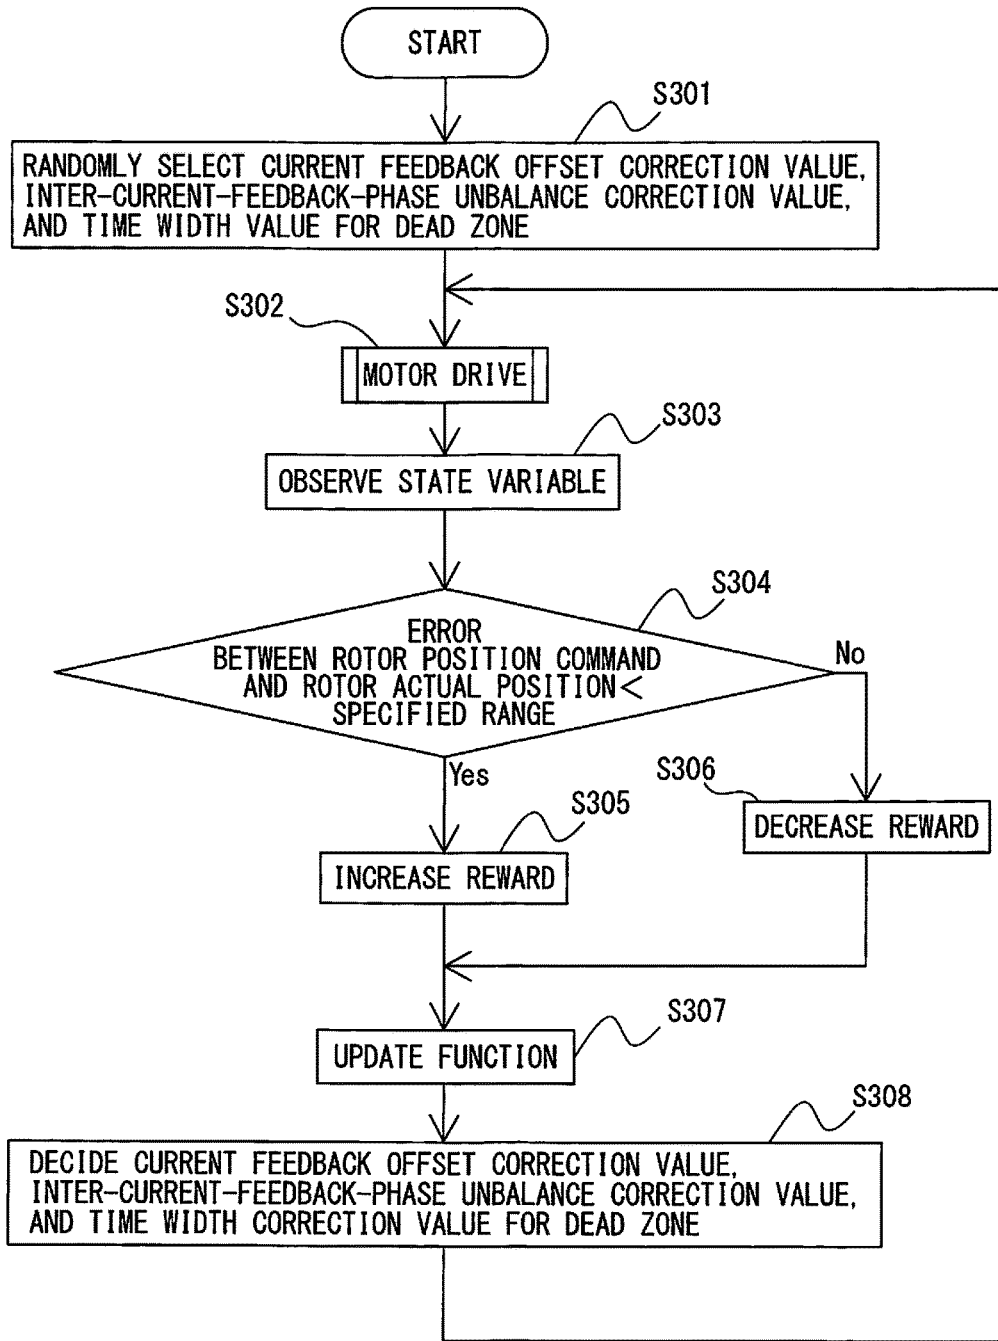 START
S301
RANDOMLY SELECT CURRENT FEEDBACK OFFSET CORRECTION VALUE,
INTER-CURRENT-FEEDBACK-PHASE UNBALANCE CORRECTION VALUE,
AND TIME WIDTH VALUE FOR DEAD ZONE
S302
MOTOR DRIVE
S303
OBSERVE STATE VARIABLE
S304
ERROR
BETWEEN ROTOR POSITION COMMAND
AND ROTOR ACTUAL POSITION<
SPECIFIED RANGE
No
Yes
S306
DECREASE REWARD
S305
INCREASE REWARD
S307
UPDATE FUNCTION
S308
DECIDE CURRENT FEEDBACK OFFSET CORRECTION VALUE,
INTER-CURRENT-FEEDBACK-PHASE UNBALANCE CORRECTION VALUE,
AND TIME WIDTH CORRECTION VALUE FOR DEAD ZONE